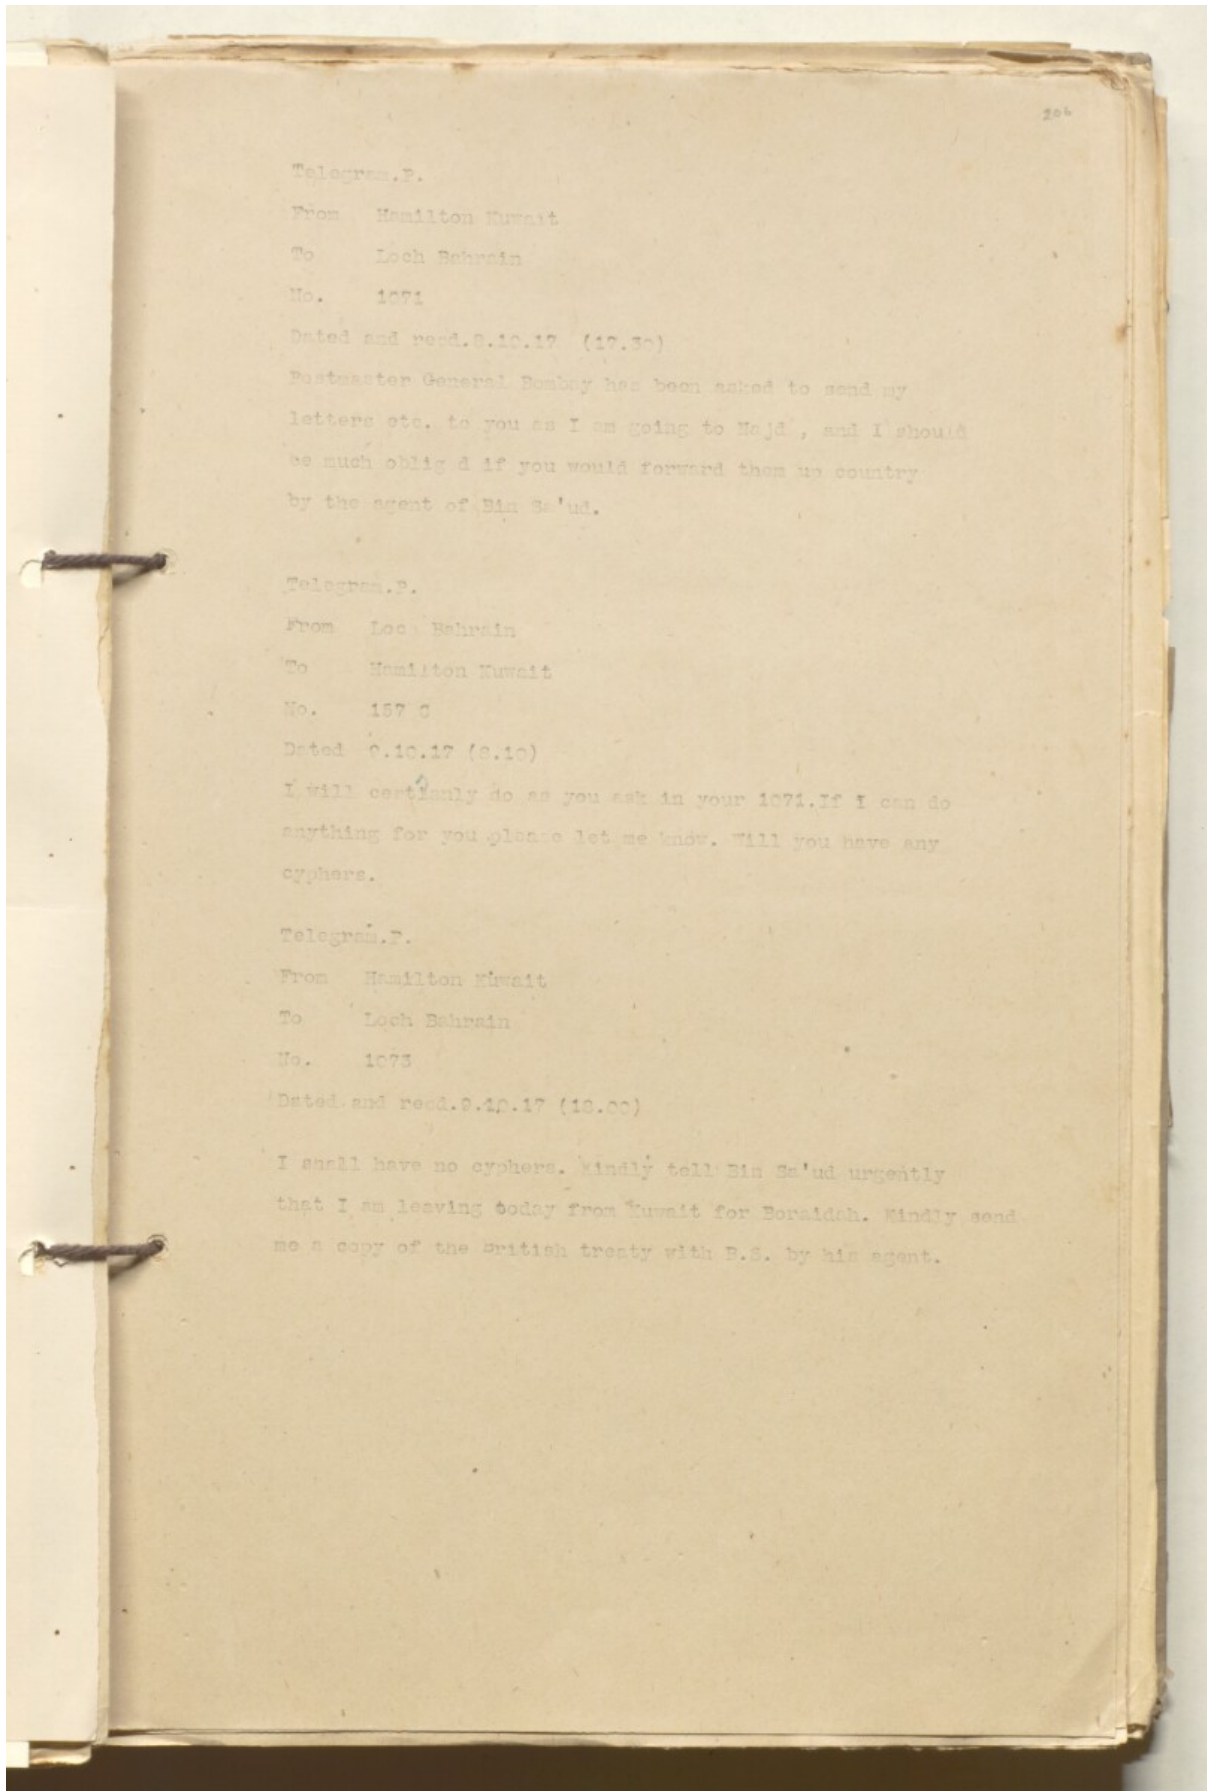 206
Telegram.P.
From Hamilton Kuwait
To Loch Bahrain
No. 1071
Dated and recd.8.10.17 (17.30)
Postmaster General Bombay has been asked to send my
letters etc. to you as I am going to Najd , and I should
be much oblig d if you would forward them up country
by the agent of Bin Sa'ud.
Telegram.P.
From Loch Bahrain
To Hamilton Kuwait
No. 157 C
Dated 9.10.17 (8.10)
I will certianly do as you ask in your 1071.If I can do
anything for you please let me know. Will you have any
cyphers.
Telegram.P.
From Hamilton Kuwait
To Loch Bahrain
No. 1073
Dated and recd.9.10.17 (18.00)
I shall have no cyphers. Kindly tell Bin Sa'ud urgently
that I am leaving today from Kuwait for Boraidah. Kindly send
me a copy of the british treaty with B.S. by his agent.